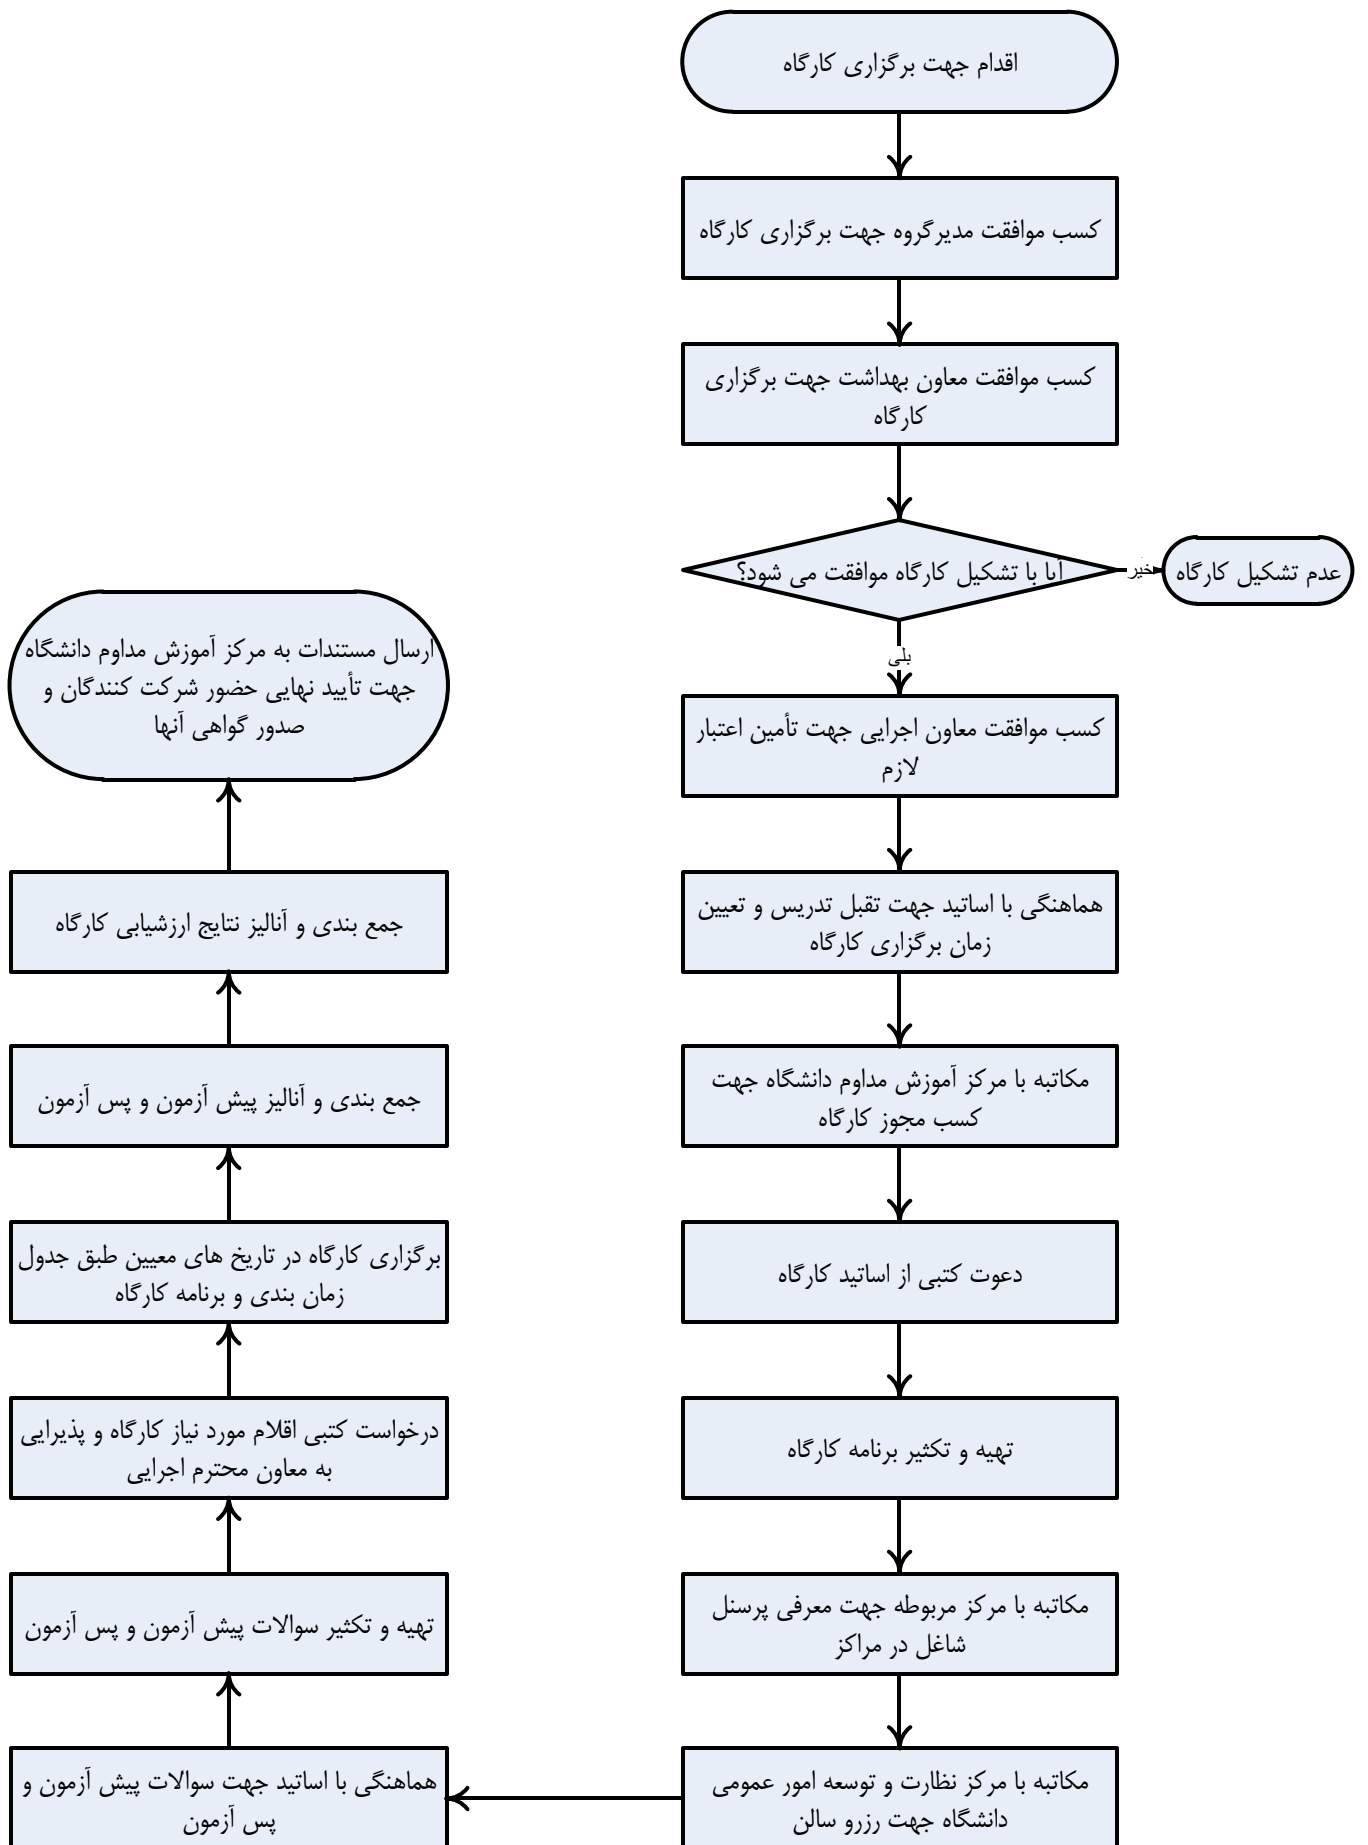 اقدام جهت برگزاری کارگاه
کسب موافقت مدیرگروه جهت برگزاری کارگاه
کسب موافقت معاون بهداشت جهت برگزاری
کارگاه
آیا با تشکیل کارگاه موافقت می شود؟
خیر
عدم تشکیل کارگاه
بلی
کسب موافقت معاون اجرایی جهت تأمین اعتبار
لازم
هماهنگی با اساتید جهت تقبل تدریس و تعیین
زمان برگزاری کارگاه
مکاتبه با مرکز آموزش مداوم دانشگاه جهت
کسب مجوز کارگاه
دعوت کتبی از اساتید کارگاه
تهیه و تکثیر برنامه کارگاه
مکاتبه با مرکز مربوطه جهت معرفی پرسنل
شاغل در مراکز
مکاتبه با مرکز نظارت و توسعه امور عمومی
دانشگاه جهت رزرو سالن
هماهنگی با اساتید جهت سوالات پیش آزمون و
پس آزمون
تهیه و تکثیر سوالات پیش آزمون و پس آزمون
درخواست کتبی اقلام مورد نیاز کارگاه و پذیرایی
به معاون محترم اجرایی
برگزاری کارگاه در تاریخ های معیین طبق جدول
زمان بندی و برنامه کارگاه
جمع بندی و آنالیز پیش آزمون و پس آزمون
جمع بندی و آنالیز نتایج ارزشیابی کارگاه
ارسال مستندات به مرکز آموزش مداوم دانشگاه
جهت تأیید نهایی حضور شرکت کنندگان و
صدور گواهی آنها